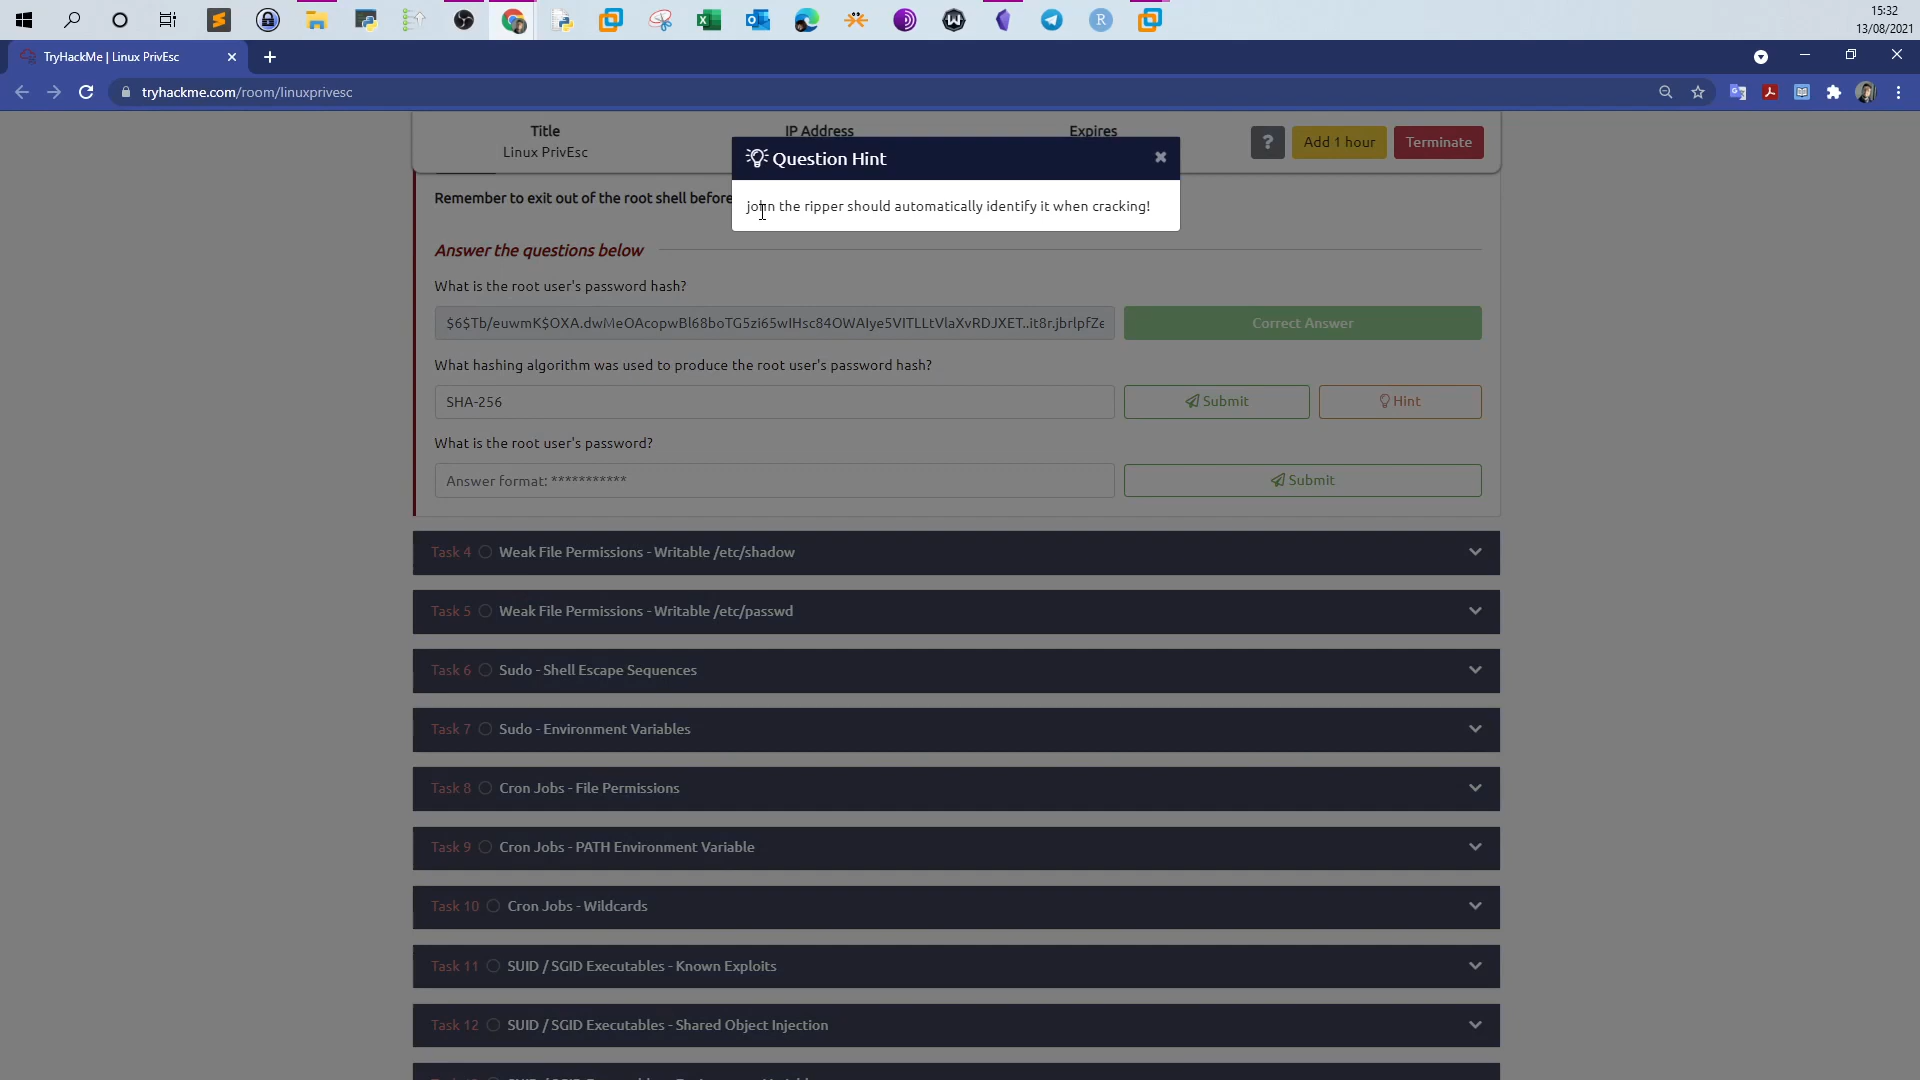 15:32
13/08/2021
TryHackMe | Linux PrivEsc
tryhackme.com/room/linuxprivesc
Title
IP Address
Expires
Linux PrivEsc
?
Add 1 hour
Terminate
Question Hint
john the ripper should automatically identify it when cracking!
Remember to exit out of the root shell before
Answer the questions below
What is the root user's password hash?
$6$Tb/euwmK$OXA.dwMeOAcopwBl68boTG5zi65wIHsc84OWAIye5VITLLtVlaXvRDJXET..it8r.jbrlpfZe
Correct Answer
What hashing algorithm was used to produce the root user's password hash?
SHA-256
Submit
Hint
What is the root user's password?
Answer format: ***********
Submit
Task 4 Weak File Permissions - Writable /etc/shadow
Task 5 Weak File Permissions - Writable /etc/passwd
Task 6 Sudo - Shell Escape Sequences
Task 7 Sudo - Environment Variables
Task 8 Cron Jobs - File Permissions
Task 9 Cron Jobs - PATH Environment Variable
Task 10 Cron Jobs - Wildcards
Task 11 SUID / SGID Executables - Known Exploits
Task 12 SUID / SGID Executables - Shared Object Injection